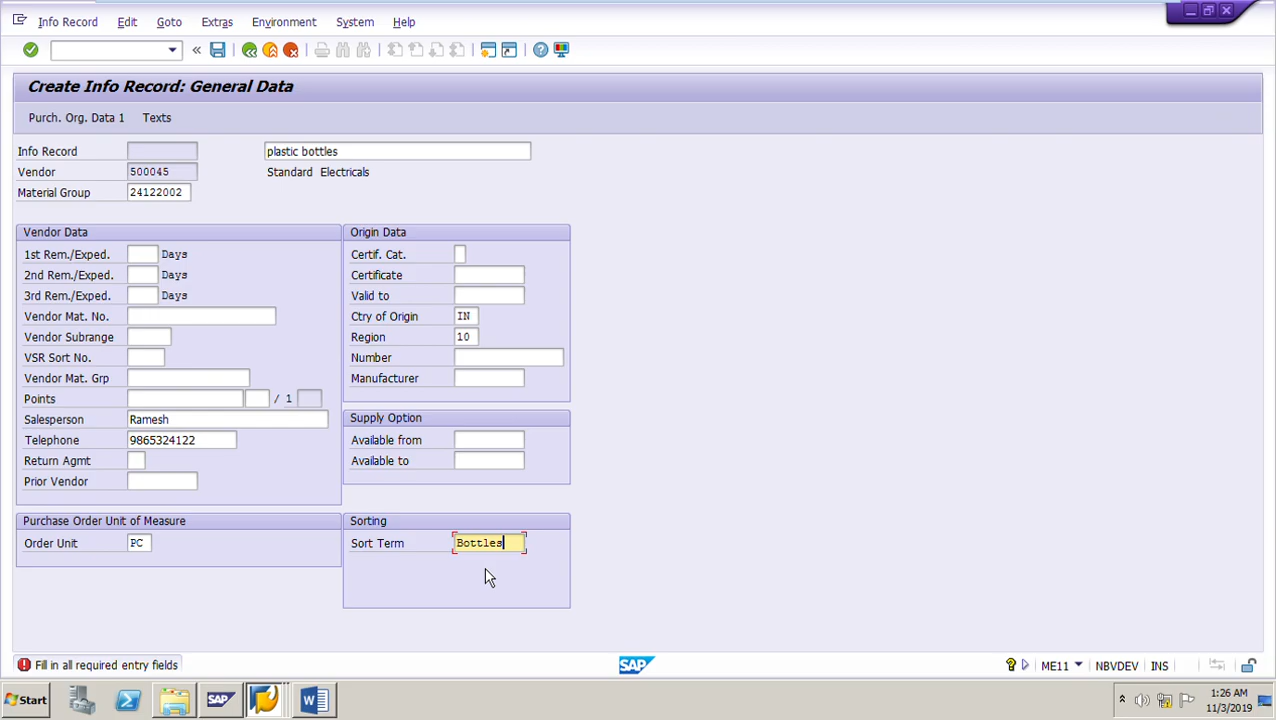 Info Record Edit Goto Extras Environment System Help
Create Info Record: General Data
Purch. Org. Data 1 Texts
Info Record plastic bottles
Vendor 500045 Standard Electricals
Material Group 24122002
Vendor Data Origin Data
1st Rem./Exped. Days Certif. Cat.
2nd Rem./Exped. Days Certificate
3rd Rem./Exped. Days Valid to
Vendor Mat. No. Ctry of Origin IN
Vendor Subrange Region 10
VSR Sort No. Number
Vendor Mat. Grp Manufacturer
Points / 1
Salesperson Ramesh Supply Option
Telephone 9865324122 Available from
Return Agmt Available to
Prior Vendor
Purchase Order Unit of Measure Sorting
Order Unit PC Sort Term Bottles
Fill in all required entry fields SAP ME11 NBVDEV INS
Start SAP 1:26 AM
11/3/2019